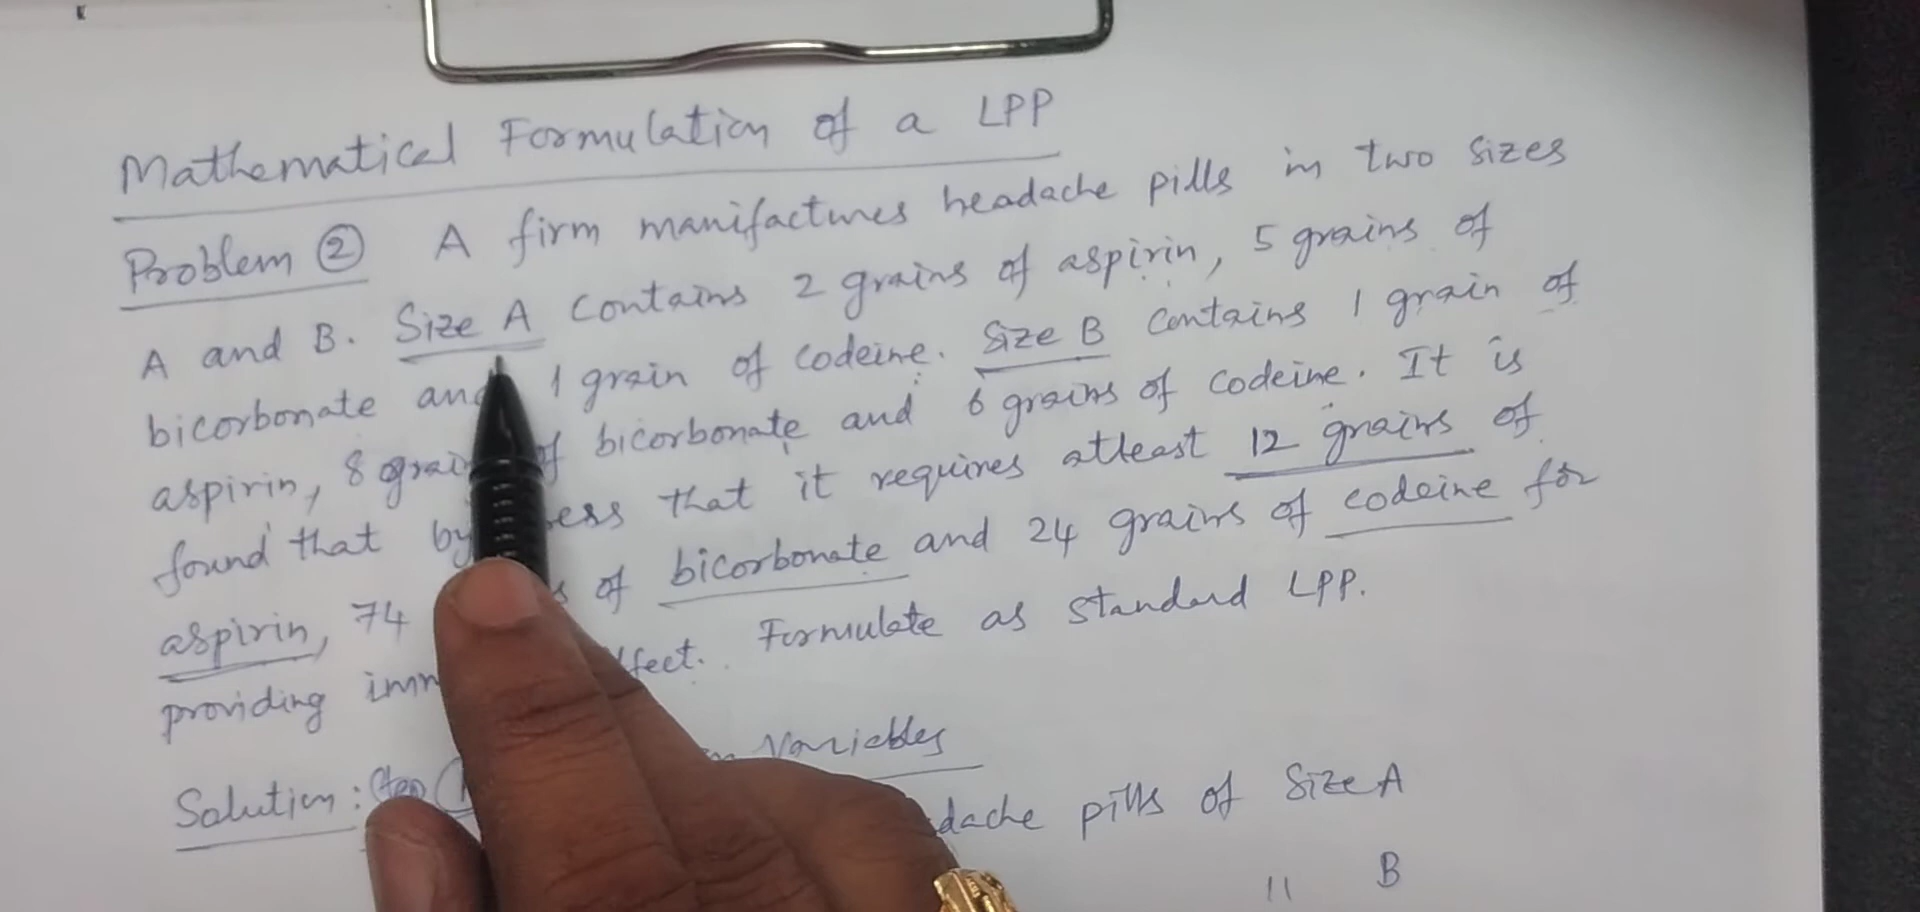 Mathematical Formulation of a LPP
Problem 2 A firm manifactures headache pills in two sizes
A and B. Size A contains 2 grains of aspirin, 5 grains of
bicorbonate and 1 grain of codeine. Size B contains 1 grain of
aspirin, 8 of bicorbonate and 6 grains of codeine. It is
found that by that it requires atleast 12 grains of
aspirin, 74 of bicorbonate and 24 grains of codeine for
providing Formulate as standard LPP.
Solution: Variables
pills of Size A
11 B